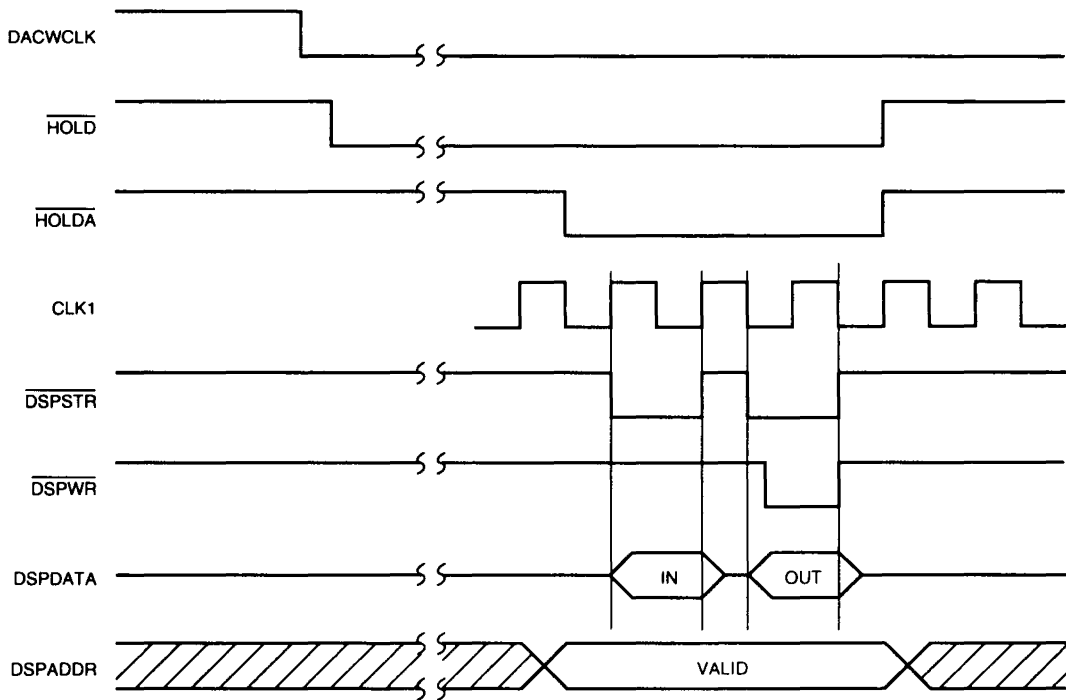 DACWCLK
HOLD
HOLDA
CLK1
DSPSTR
DSPWR
DSPDATA IN OUT
DSPADDR VALID